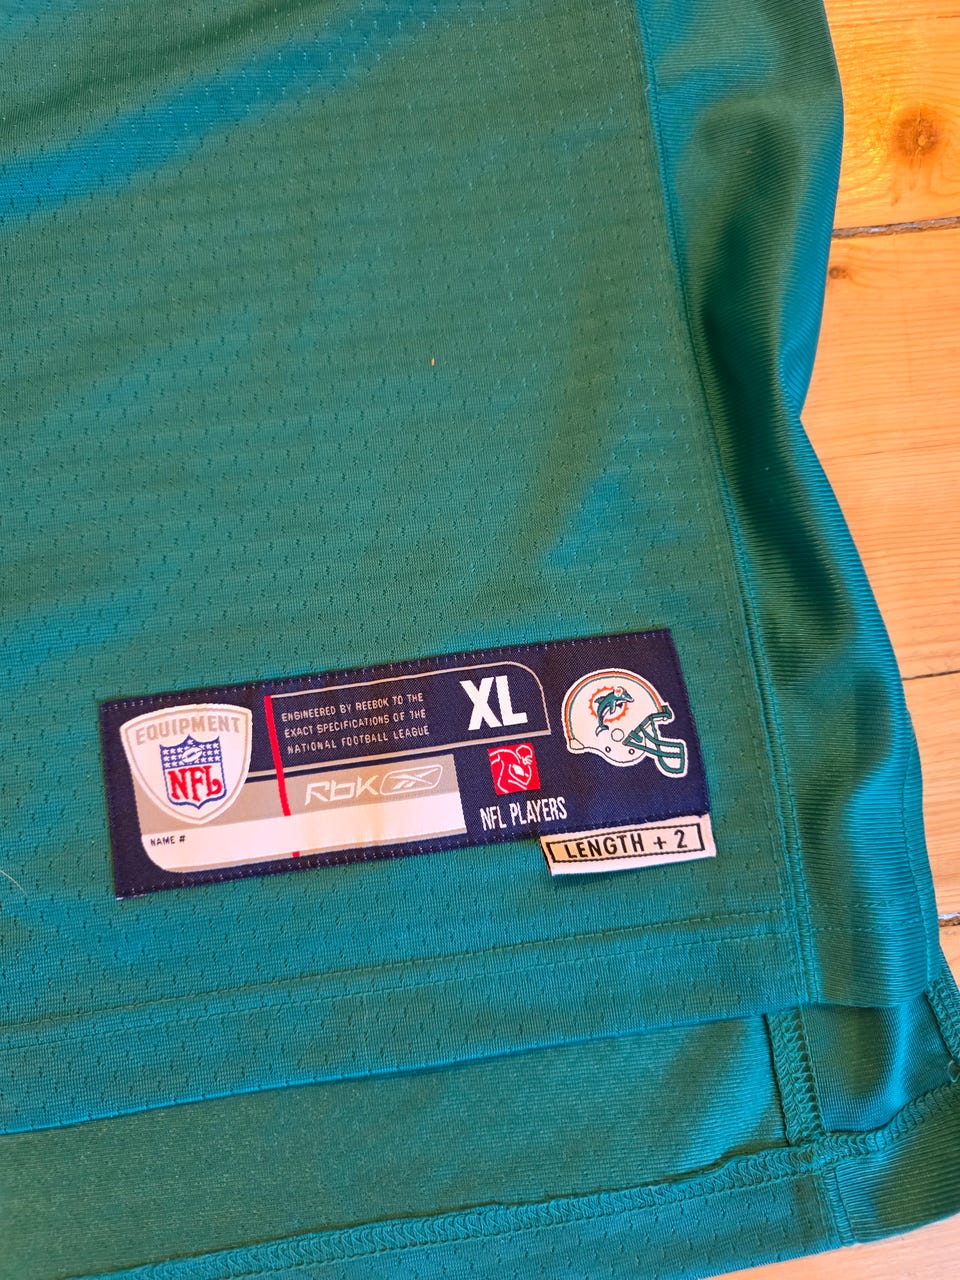 EQUIPMENT
NFL
ENGINEERED BY REEBOK TO THE
EXACT SPECIFICATIONS OF THE
NATIONAL FOOTBALL LEAGUE
XL
RbK
NAME #
NFL PLAYERS
LENGTH + 2